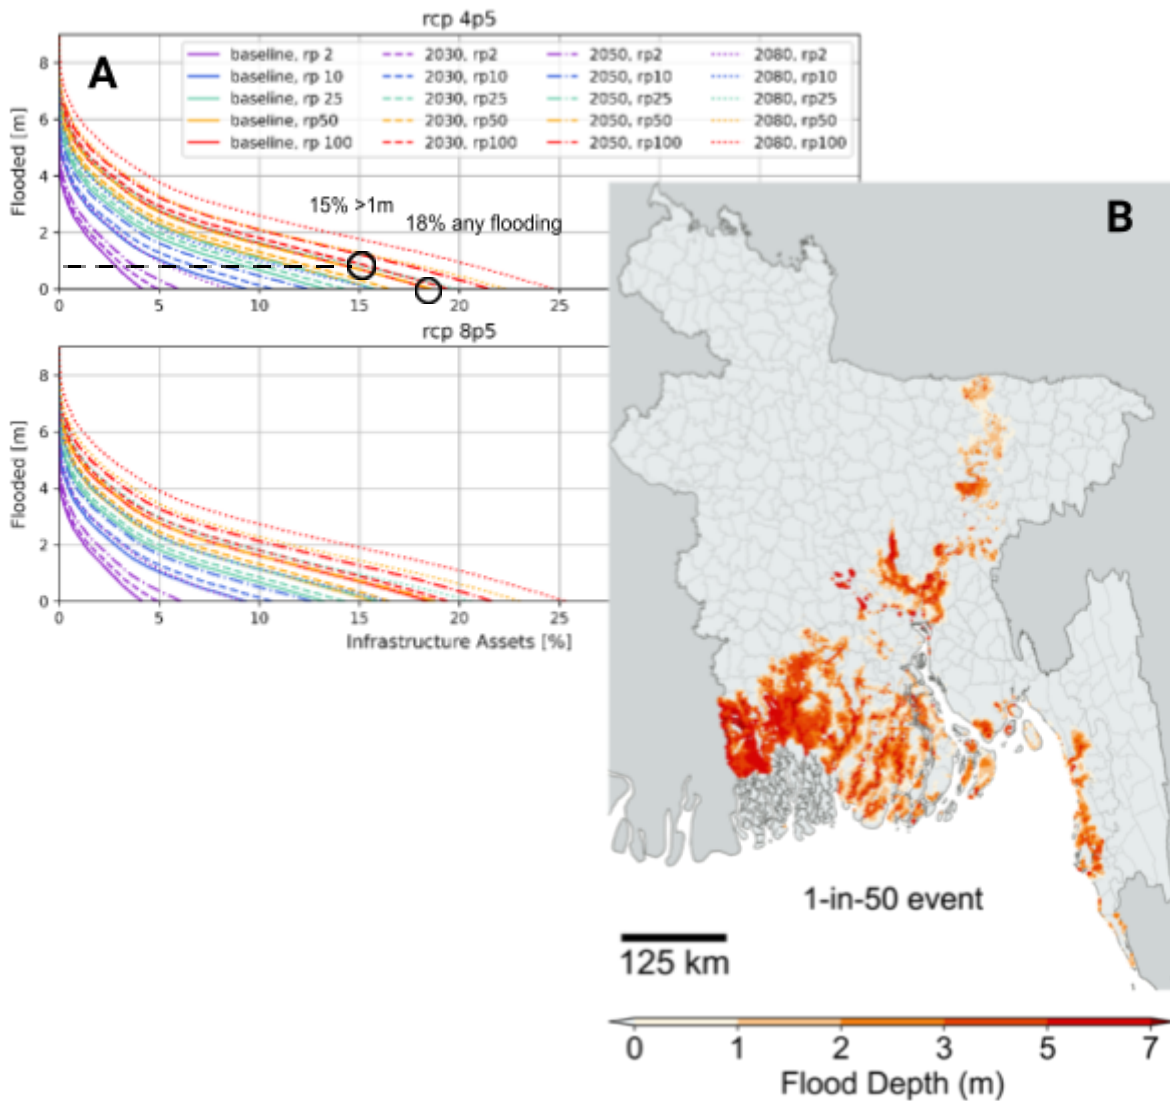 rcp 4p5
A
baseline, rp 2 2030, rp2 2050, rp2 2080, rp2
baseline, rp 10 2030, rp10 2050, rp10 2080, rp10
baseline, rp 25 2030, rp25 2050, rp25 2080, rp25
baseline, rp50 2030, rp50 2050, rp50 2080, rp50
baseline, rp 100 2030, rp100 2050, rp100 2080, rp100
Flooded [m]
8
6
4
2
0
15% >1m
18% any flooding
0 5 10 15 20 25
rcp 8p5
Flooded [m]
8
6
4
2
0
0 5 10 15 20 25
Infrastructure Assets [%]
B
1-in-50 event
125 km
0 1 2 3 5 7
Flood Depth (m)